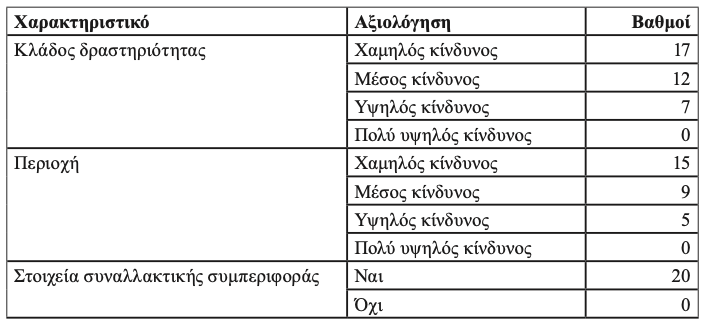 Χαρακτηριστικό Αξιολόγηση Βαθμοί
Κλάδος δραστηριότητας Χαμηλός κίνδυνος 17
Μέσος κίνδυνος 12
Υψηλός κίνδυνος 7
Πολύ υψηλός κίνδυνος 0
Περιοχή Χαμηλός κίνδυνος 15
Μέσος κίνδυνος 9
Υψηλός κίνδυνος 5
Πολύ υψηλός κίνδυνος 0
Στοιχεία συναλλακτικής συμπεριφοράς Ναι 20
Όχι 0